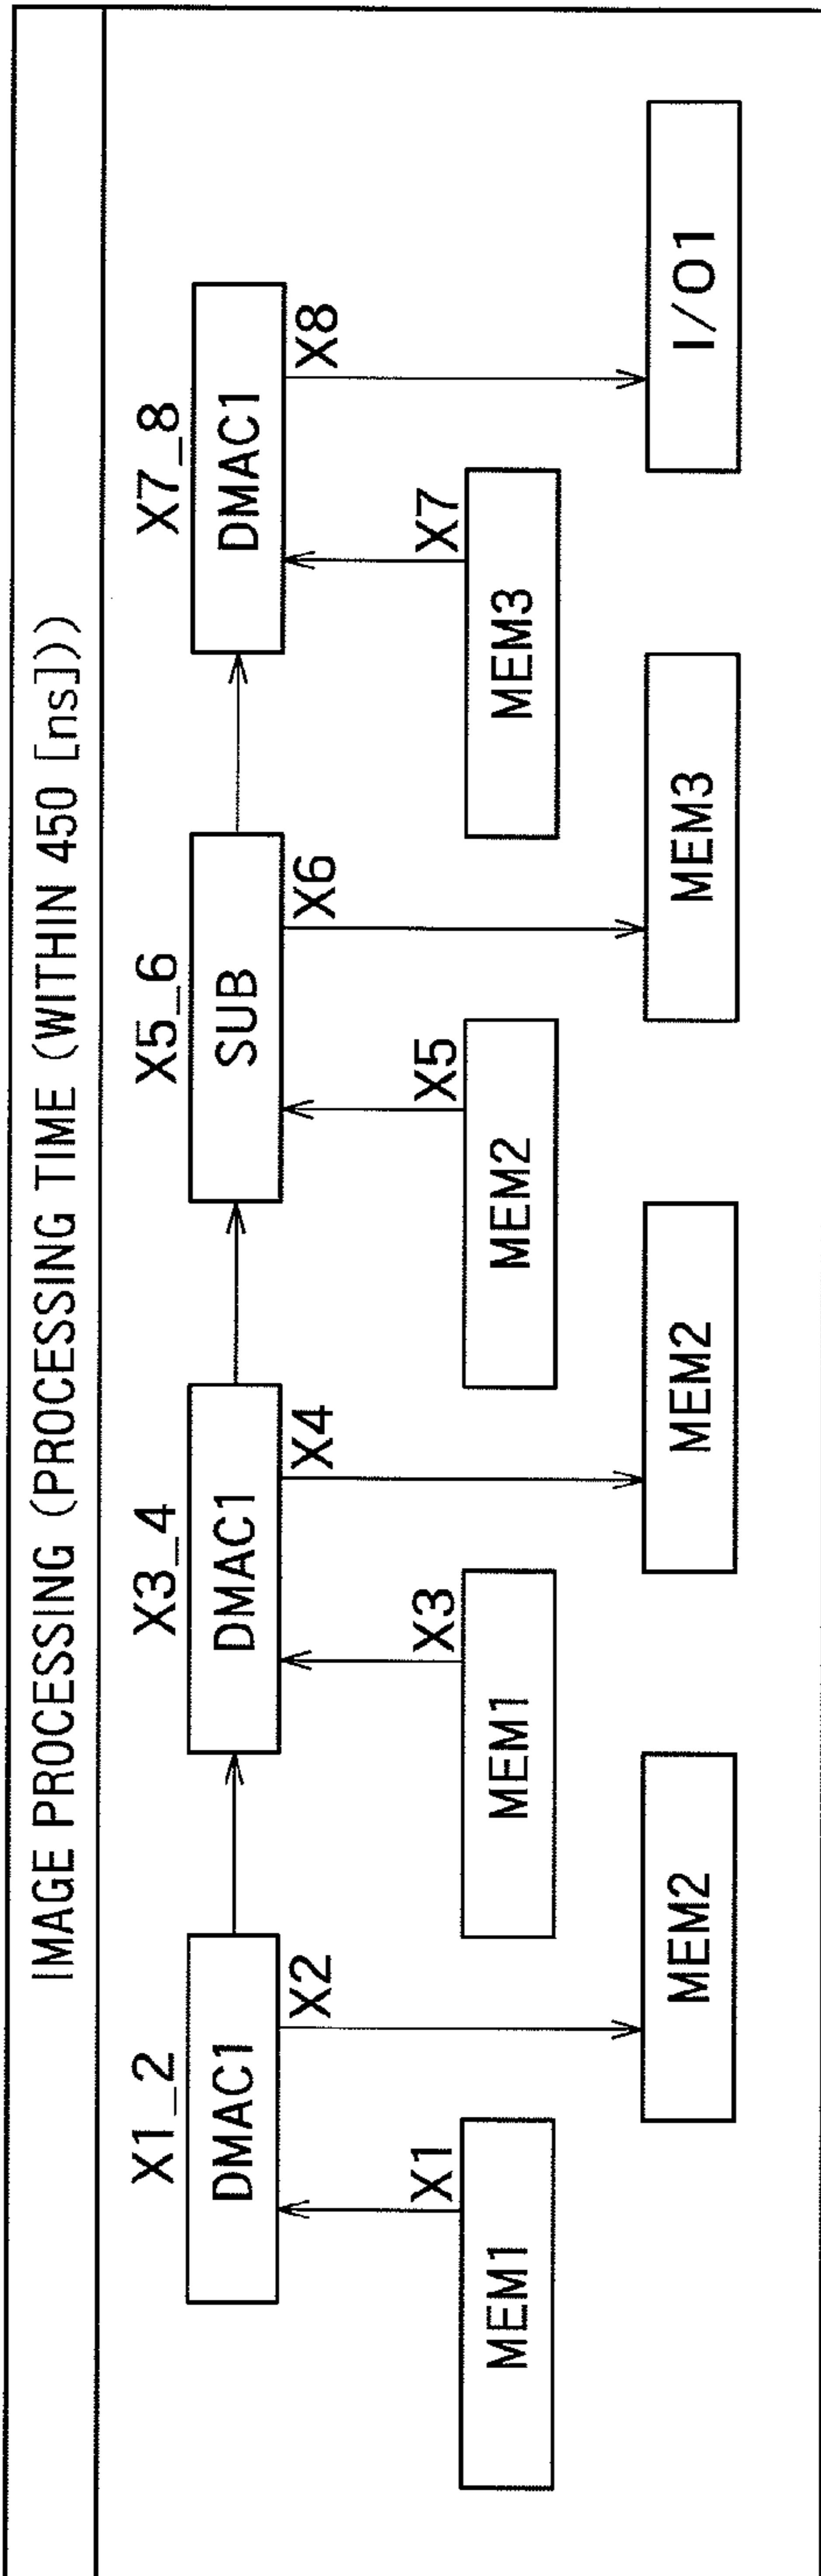 IMAGE PROCESSING (PROCESSING TIME (WITHIN 450 [ns]))
X1_2
DMAC1
X1
X2
MEM1
MEM2
X3_4
DMAC1
X3
X4
MEM1
MEM2
X5_6
SUB
X5
X6
MEM2
MEM3
X7_8
DMAC1
X7
X8
MEM3
I/O1